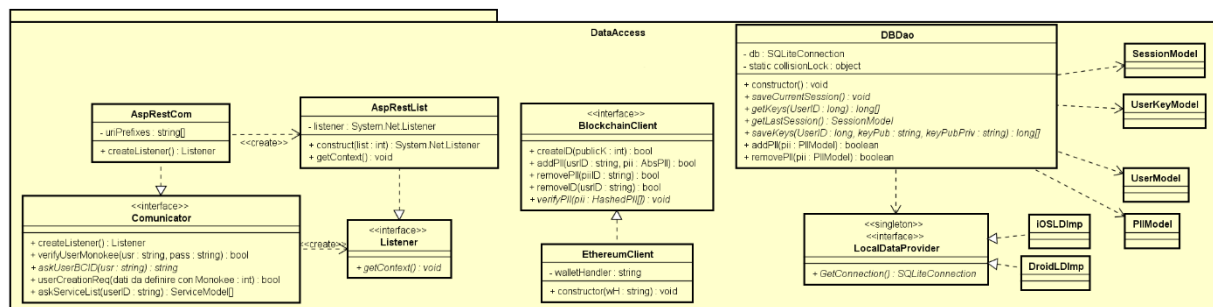 DataAccess
AspRestCom
- uriPrefixes : string[]
+ createListener() : Listener
<<create>>
AspRestList
- listener : System.Net.Listener
+ construct(list : int) : System.Net.Listener
+ getContext() : void
<<interface>>
Comunicator
+ createListener() : Listener
+ verifyUserMonokee(usr : string, pass : string) : bool
+ askUserBCID(usr : string) : string
+ userCreationReq(dati da definire con Monokee : int) : bool
+ askServiceList(userID : string) : ServiceModel[]
<<create>>
<<interface>>
Listener
+ getContext() : void
<<interface>>
BlockchainClient
+ createID(publicK : int) : bool
+ addPII(usrID : string, pii : AbsPII) : bool
+ removePII(piiID : string) : bool
+ removeID(usrID : string) : bool
+ verifyPII(pii : HashedPII[]) : void
EthereumClient
- walletHandler : string
+ constructor(wH : string) : void
DBDao
- db : SQLiteConnection
- static collisionLock : object
+ constructor() : void
+ saveCurrentSession() : void
+ getKeys(UserID : long) : long[]
+ getLastSession() : SessionModel
+ saveKeys(UserID : long, keyPub : string, keyPubPriv : string) : long[]
+ addPII(pii : PIIModel) : boolean
+ removePII(pii : PIIModel) : boolean
<<singleton>>
<<interface>>
LocalDataProvider
+ GetConnection() : SQLiteConnection
SessionModel
UserKeyModel
UserModel
PIIModel
iOSLDImp
DroidLDImp